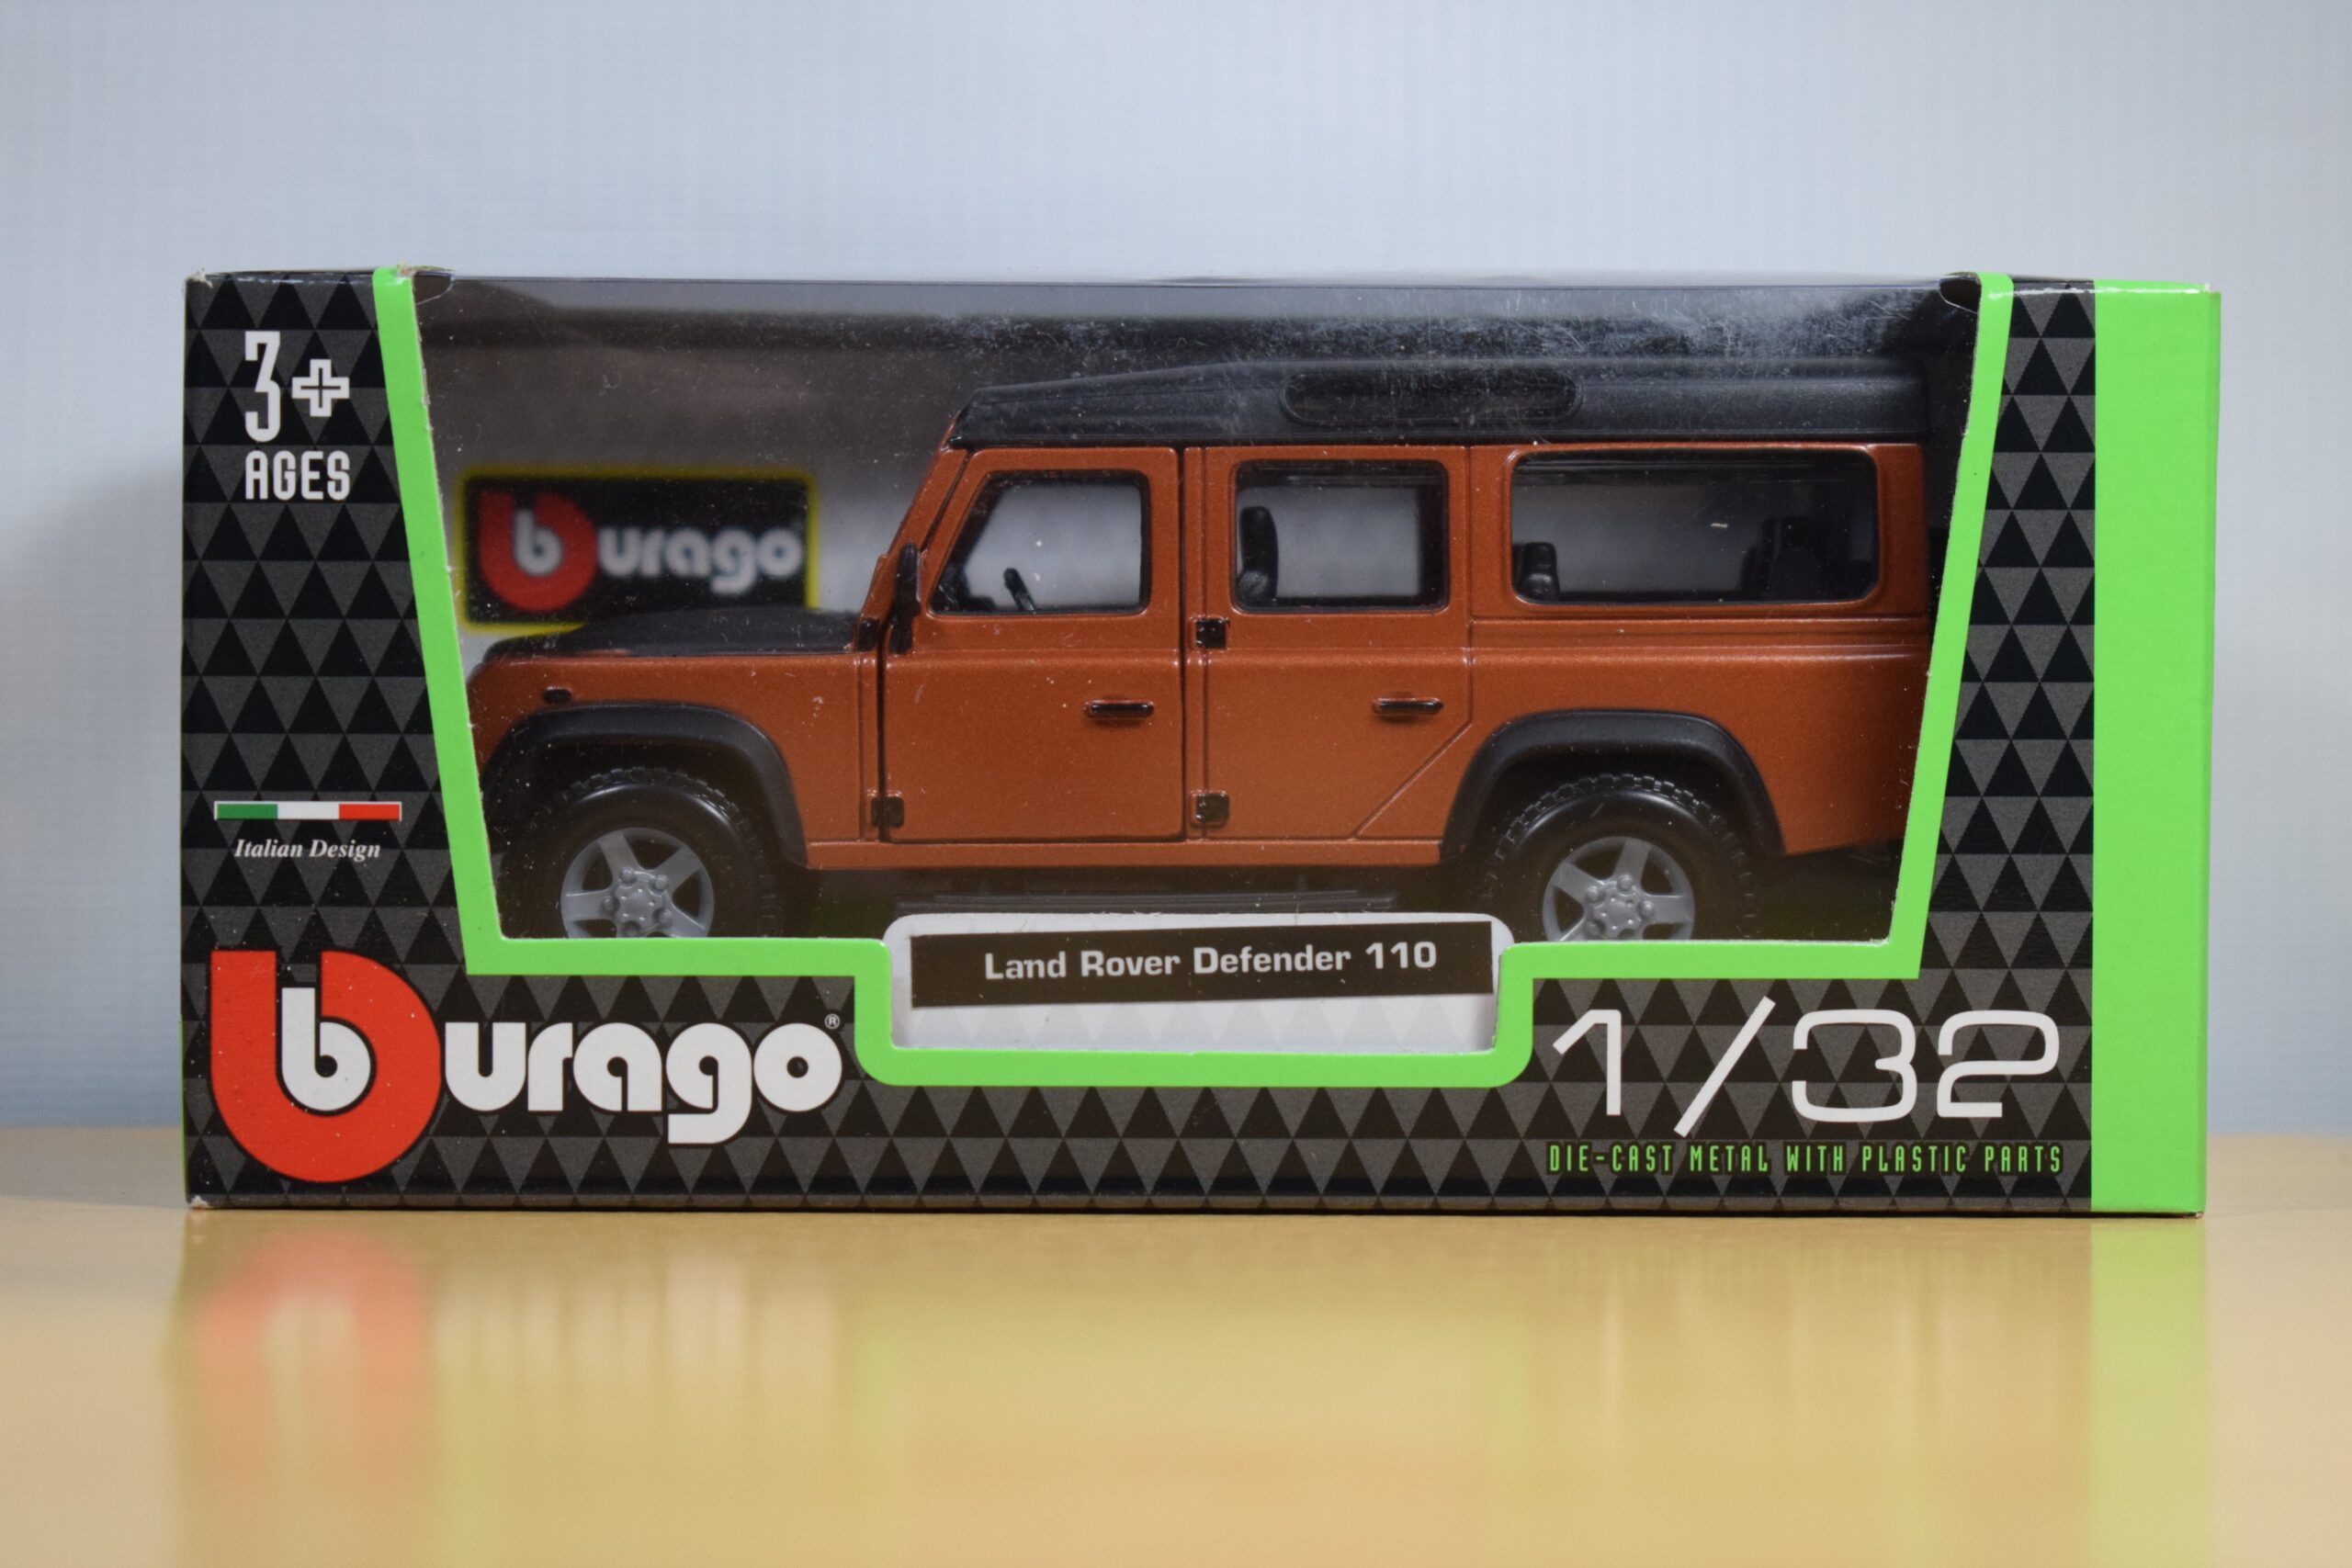 3+
AGES
burago
Italian Design
Land Rover Defender 110
burago®
1/32
DIE-CAST METAL WITH PLASTIC PARTS